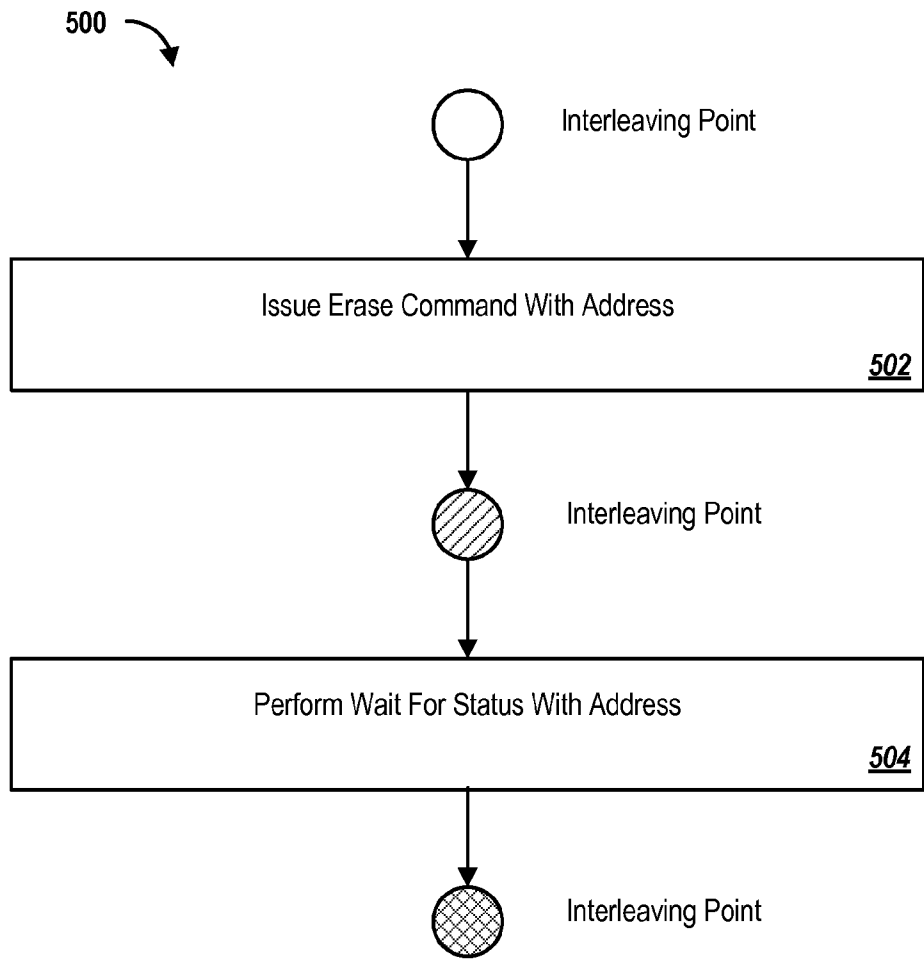 500
Interleaving Point
Issue Erase Command With Address
502
Interleaving Point
Perform Wait For Status With Address
504
Interleaving Point